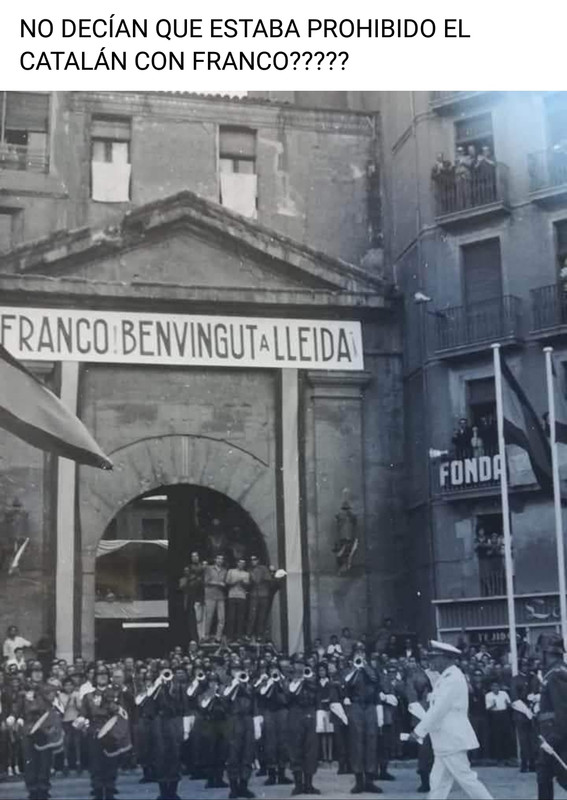 NO DECÍAN QUE ESTABA PROHIBIDO EL
CATALÁN CON FRANCO?????
FRANCO! BENVINGUT A LLEIDA!
FONDA